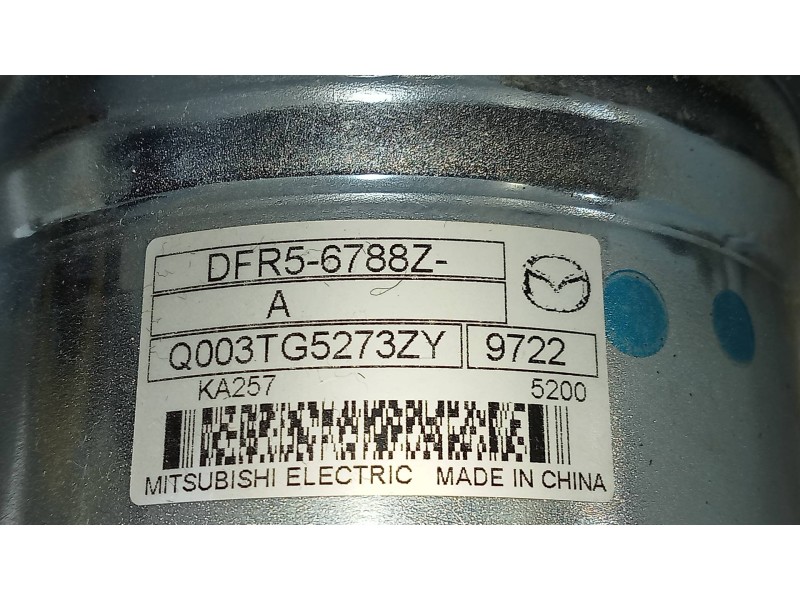 DFR5-6788Z-
A
Q003TG5273ZY 9722
KA257 5200
MITSUBISHI ELECTRIC MADE IN CHINA